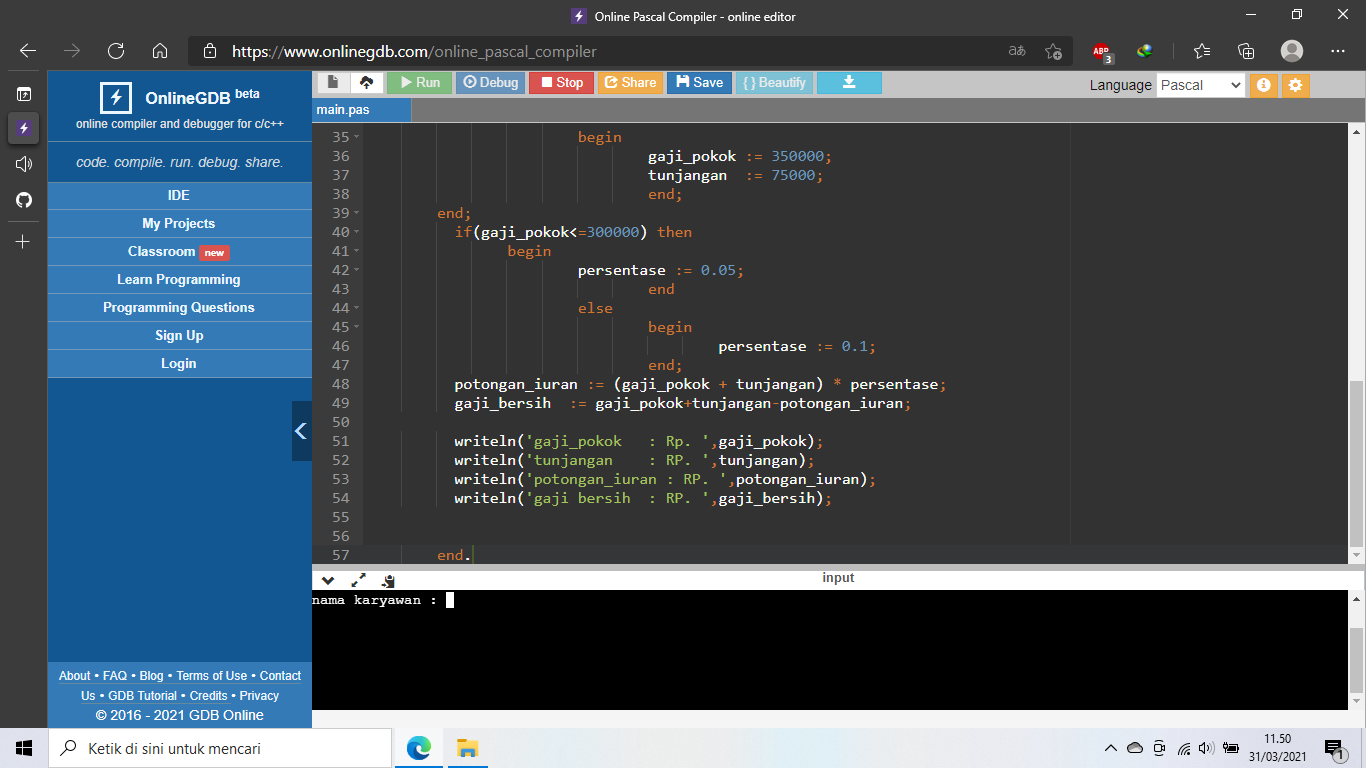 Online Pascal Compiler - online editor
https://www.onlinegdb.com/online_pascal_compiler
ABP
3
OnlineGDB beta
online compiler and debugger for c/c++
code. compile. run. debug. share.
IDE
My Projects
Classroom new
Learn Programming
Programming Questions
Sign Up
Login
About • FAQ • Blog • Terms of Use • Contact
Us • GDB Tutorial • Credits • Privacy
© 2016 - 2021 GDB Online
Run Debug Stop Share Save {} Beautify
Language Pascal
main.pas
35 begin
36 gaji_pokok := 350000;
37 tunjangan  := 75000;
38 end;
39 end;
40 if(gaji_pokok<=300000) then
41 begin
42 persentase := 0.05;
43 end
44 else
45 begin
46 persentase := 0.1;
47 end;
48 potongan_iuran := (gaji_pokok + tunjangan) * persentase;
49 gaji_bersih  := gaji_pokok+tunjangan-potongan_iuran;
50
51 writeln('gaji_pokok   : Rp. ',gaji_pokok);
52 writeln('tunjangan    : RP. ',tunjangan);
53 writeln('potongan_iuran : RP. ',potongan_iuran);
54 writeln('gaji bersih  : RP. ',gaji_bersih);
55
56
57 end.
input
nama karyawan :
Ketik di sini untuk mencari
11.50
31/03/2021
1